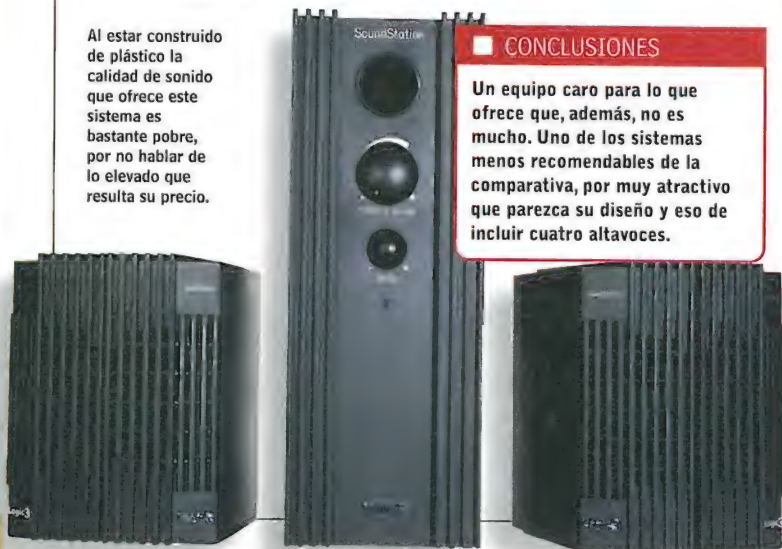 Al estar construido
de plástico la
calidad de sonido
que ofrece este
sistema es
bastante pobre,
por no hablar de
lo elevado que
resulta su precio.
SoundStation
CONCLUSIONES
Un equipo caro para lo que
ofrece que, además, no es
mucho. Uno de los sistemas
menos recomendables de la
comparativa, por muy atractivo
que parezca su diseño y eso de
incluir cuatro altavoces.